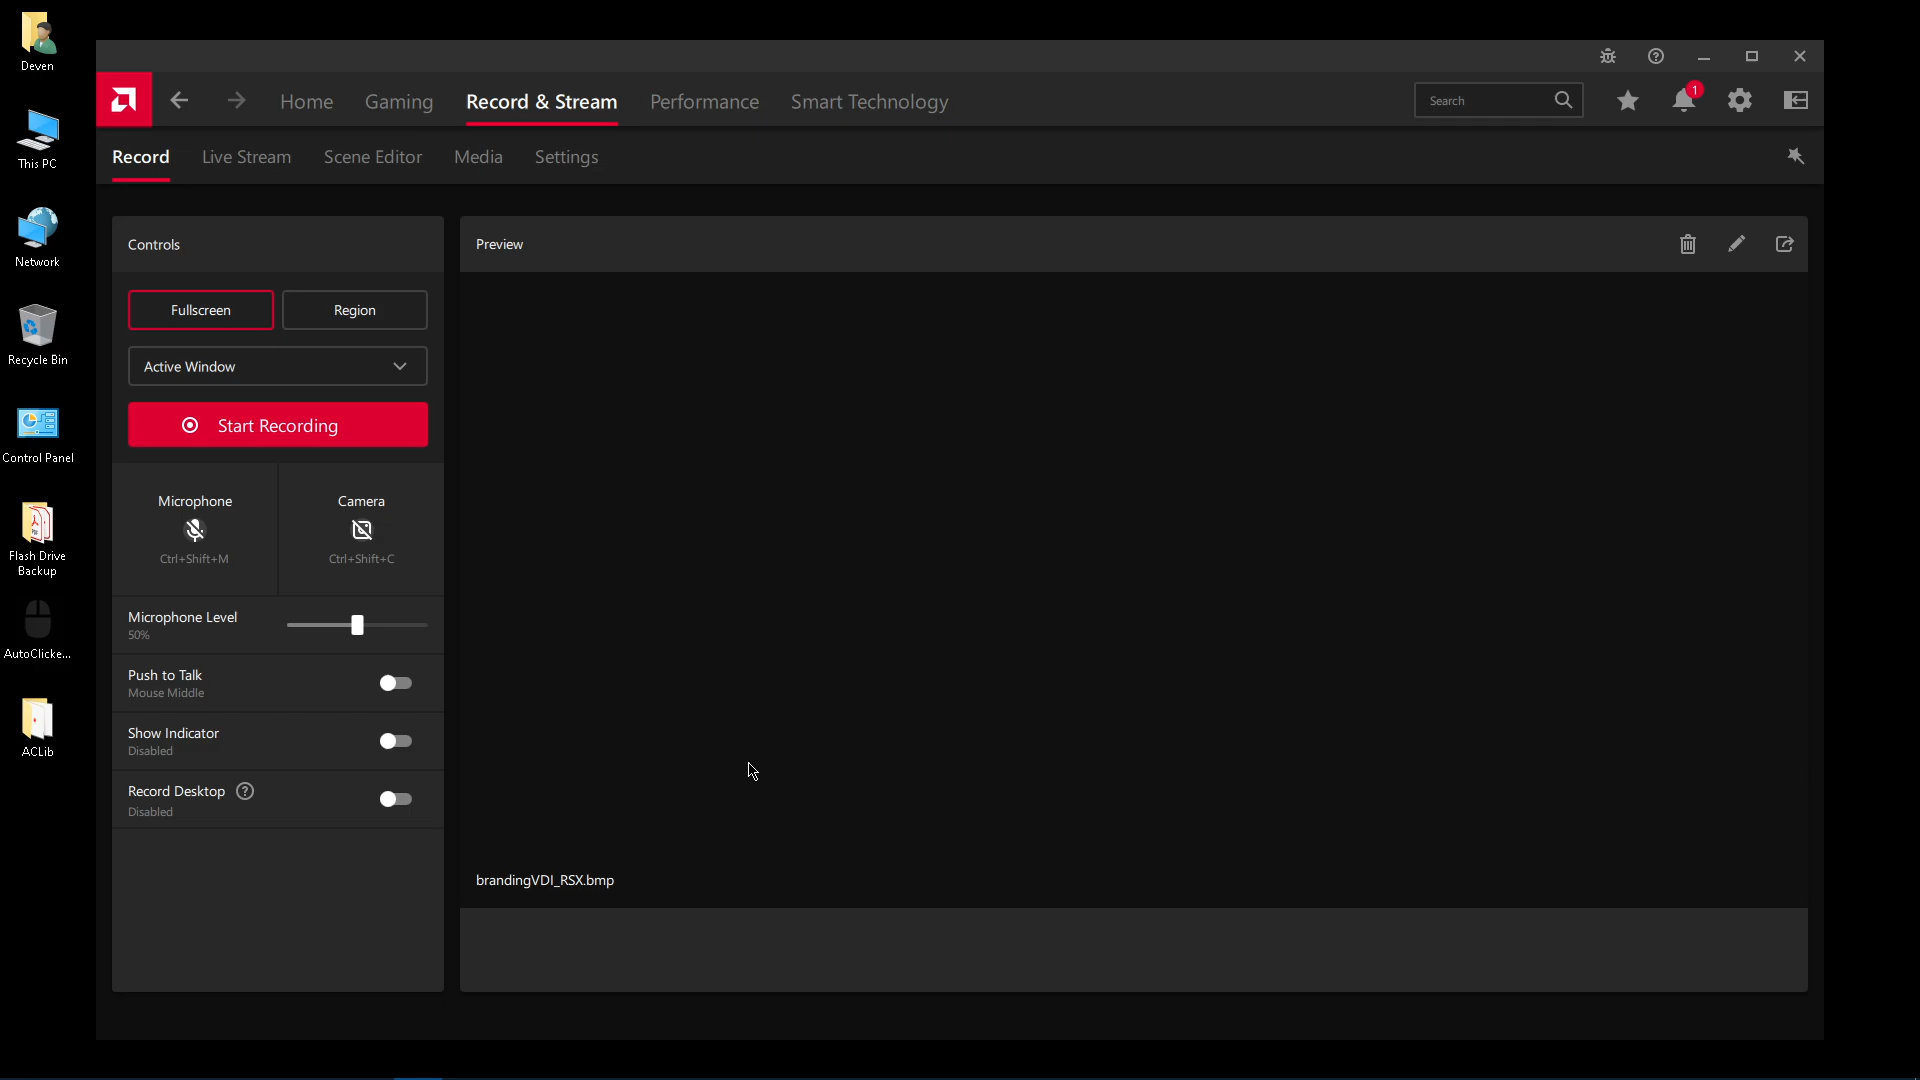 Deven
This PC
Network
Recycle Bin
Control Panel
Flash Drive
Backup
AutoClicke...
ACLib
Home
Gaming
Record & Stream
Performance
Smart Technology
Search
1
Record
Live Stream
Scene Editor
Media
Settings
Controls
Fullscreen
Region
Active Window
Start Recording
Microphone
Ctrl+Shift+M
Camera
Ctrl+Shift+C
Microphone Level
50%
Push to Talk
Mouse Middle
Show Indicator
Disabled
Record Desktop
Disabled
Preview
brandingVDI_RSX.bmp